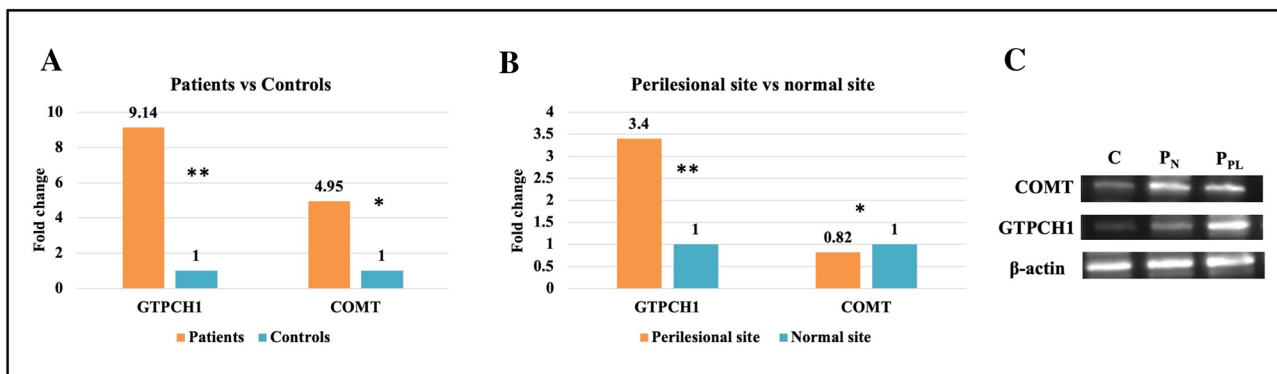 A
Patients vs Controls
Fold change
10
8
6
4
2
0
9.14
**
1
4.95
*
1
GTPCH1
COMT
Patients
Controls
B
Perilesional site vs normal site
Fold change
4
3.5
3
2.5
2
1.5
1
0.5
0
3.4
**
1
0.82
*
1
GTPCH1
COMT
Perilesional site
Normal site
C
C PN PPL
COMT
GTPCH1
β-actin